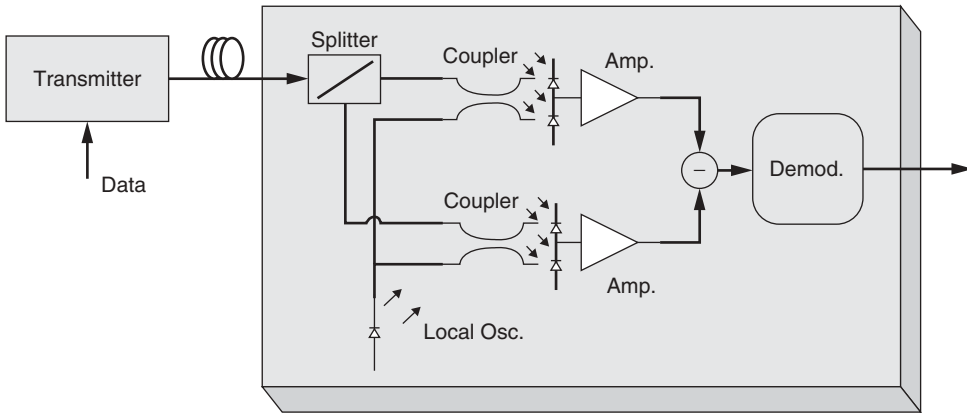 Splitter
Coupler
Amp.
Transmitter
Data
−
Demod.
Coupler
Amp.
Local Osc.